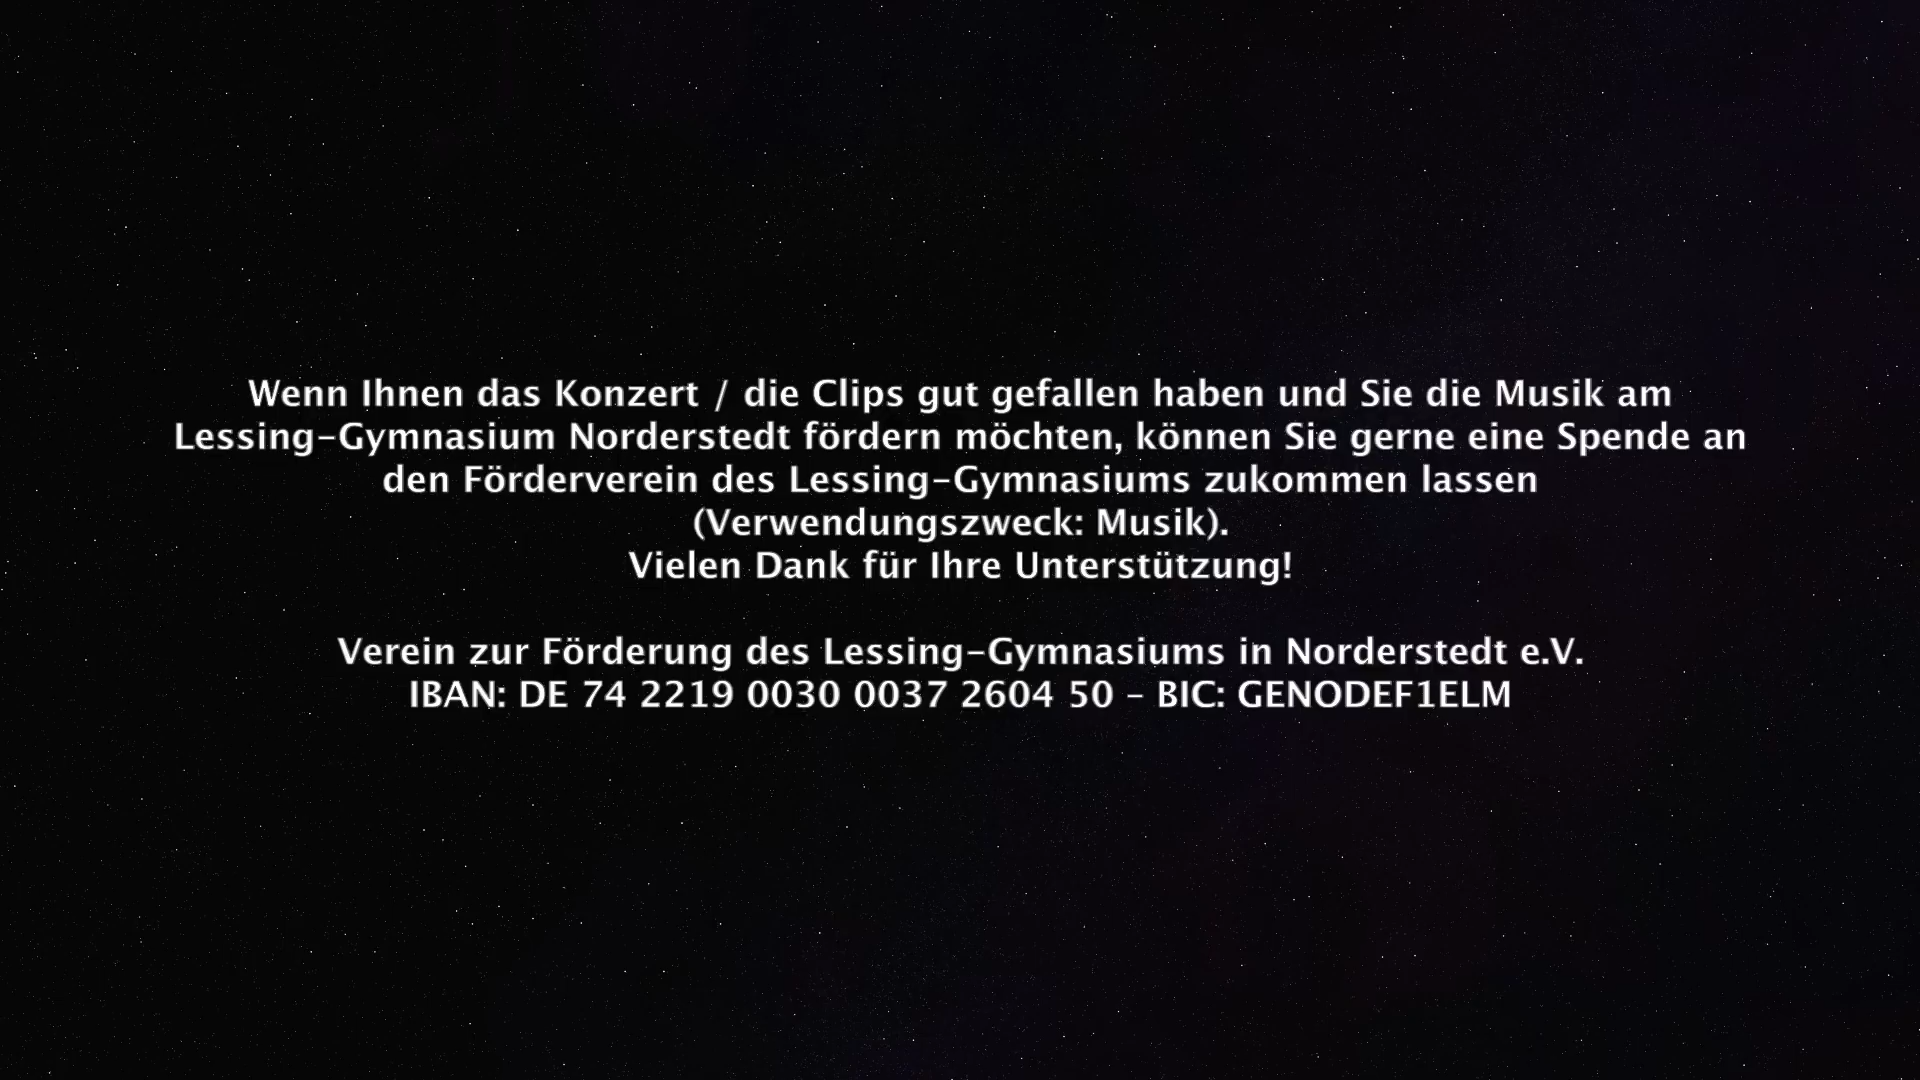 Wenn Ihnen das Konzert / die Clips gut gefallen haben und Sie die Musik am
Lessing-Gymnasium Norderstedt fördern möchten, können Sie gerne eine Spende an
den Förderverein des Lessing-Gymnasiums zukommen lassen
(Verwendungszweck: Musik).
Vielen Dank für Ihre Unterstützung!
Verein zur Förderung des Lessing-Gymnasiums in Norderstedt e.V.
IBAN: DE 74 2219 0030 0037 2604 50 – BIC: GENODEF1ELM